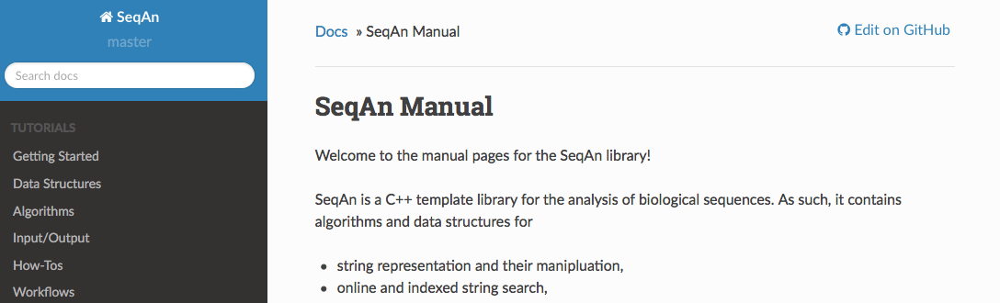 SeqAn
master
Search docs
TUTORIALS
Getting Started
Data Structures
Algorithms
Input/Output
How-Tos
Workflows
Docs » SeqAn Manual
Edit on GitHub
SeqAn Manual
Welcome to the manual pages for the SeqAn library!
SeqAn is a C++ template library for the analysis of biological sequences. As such, it contains
algorithms and data structures for
• string representation and their manipluation,
• online and indexed string search,